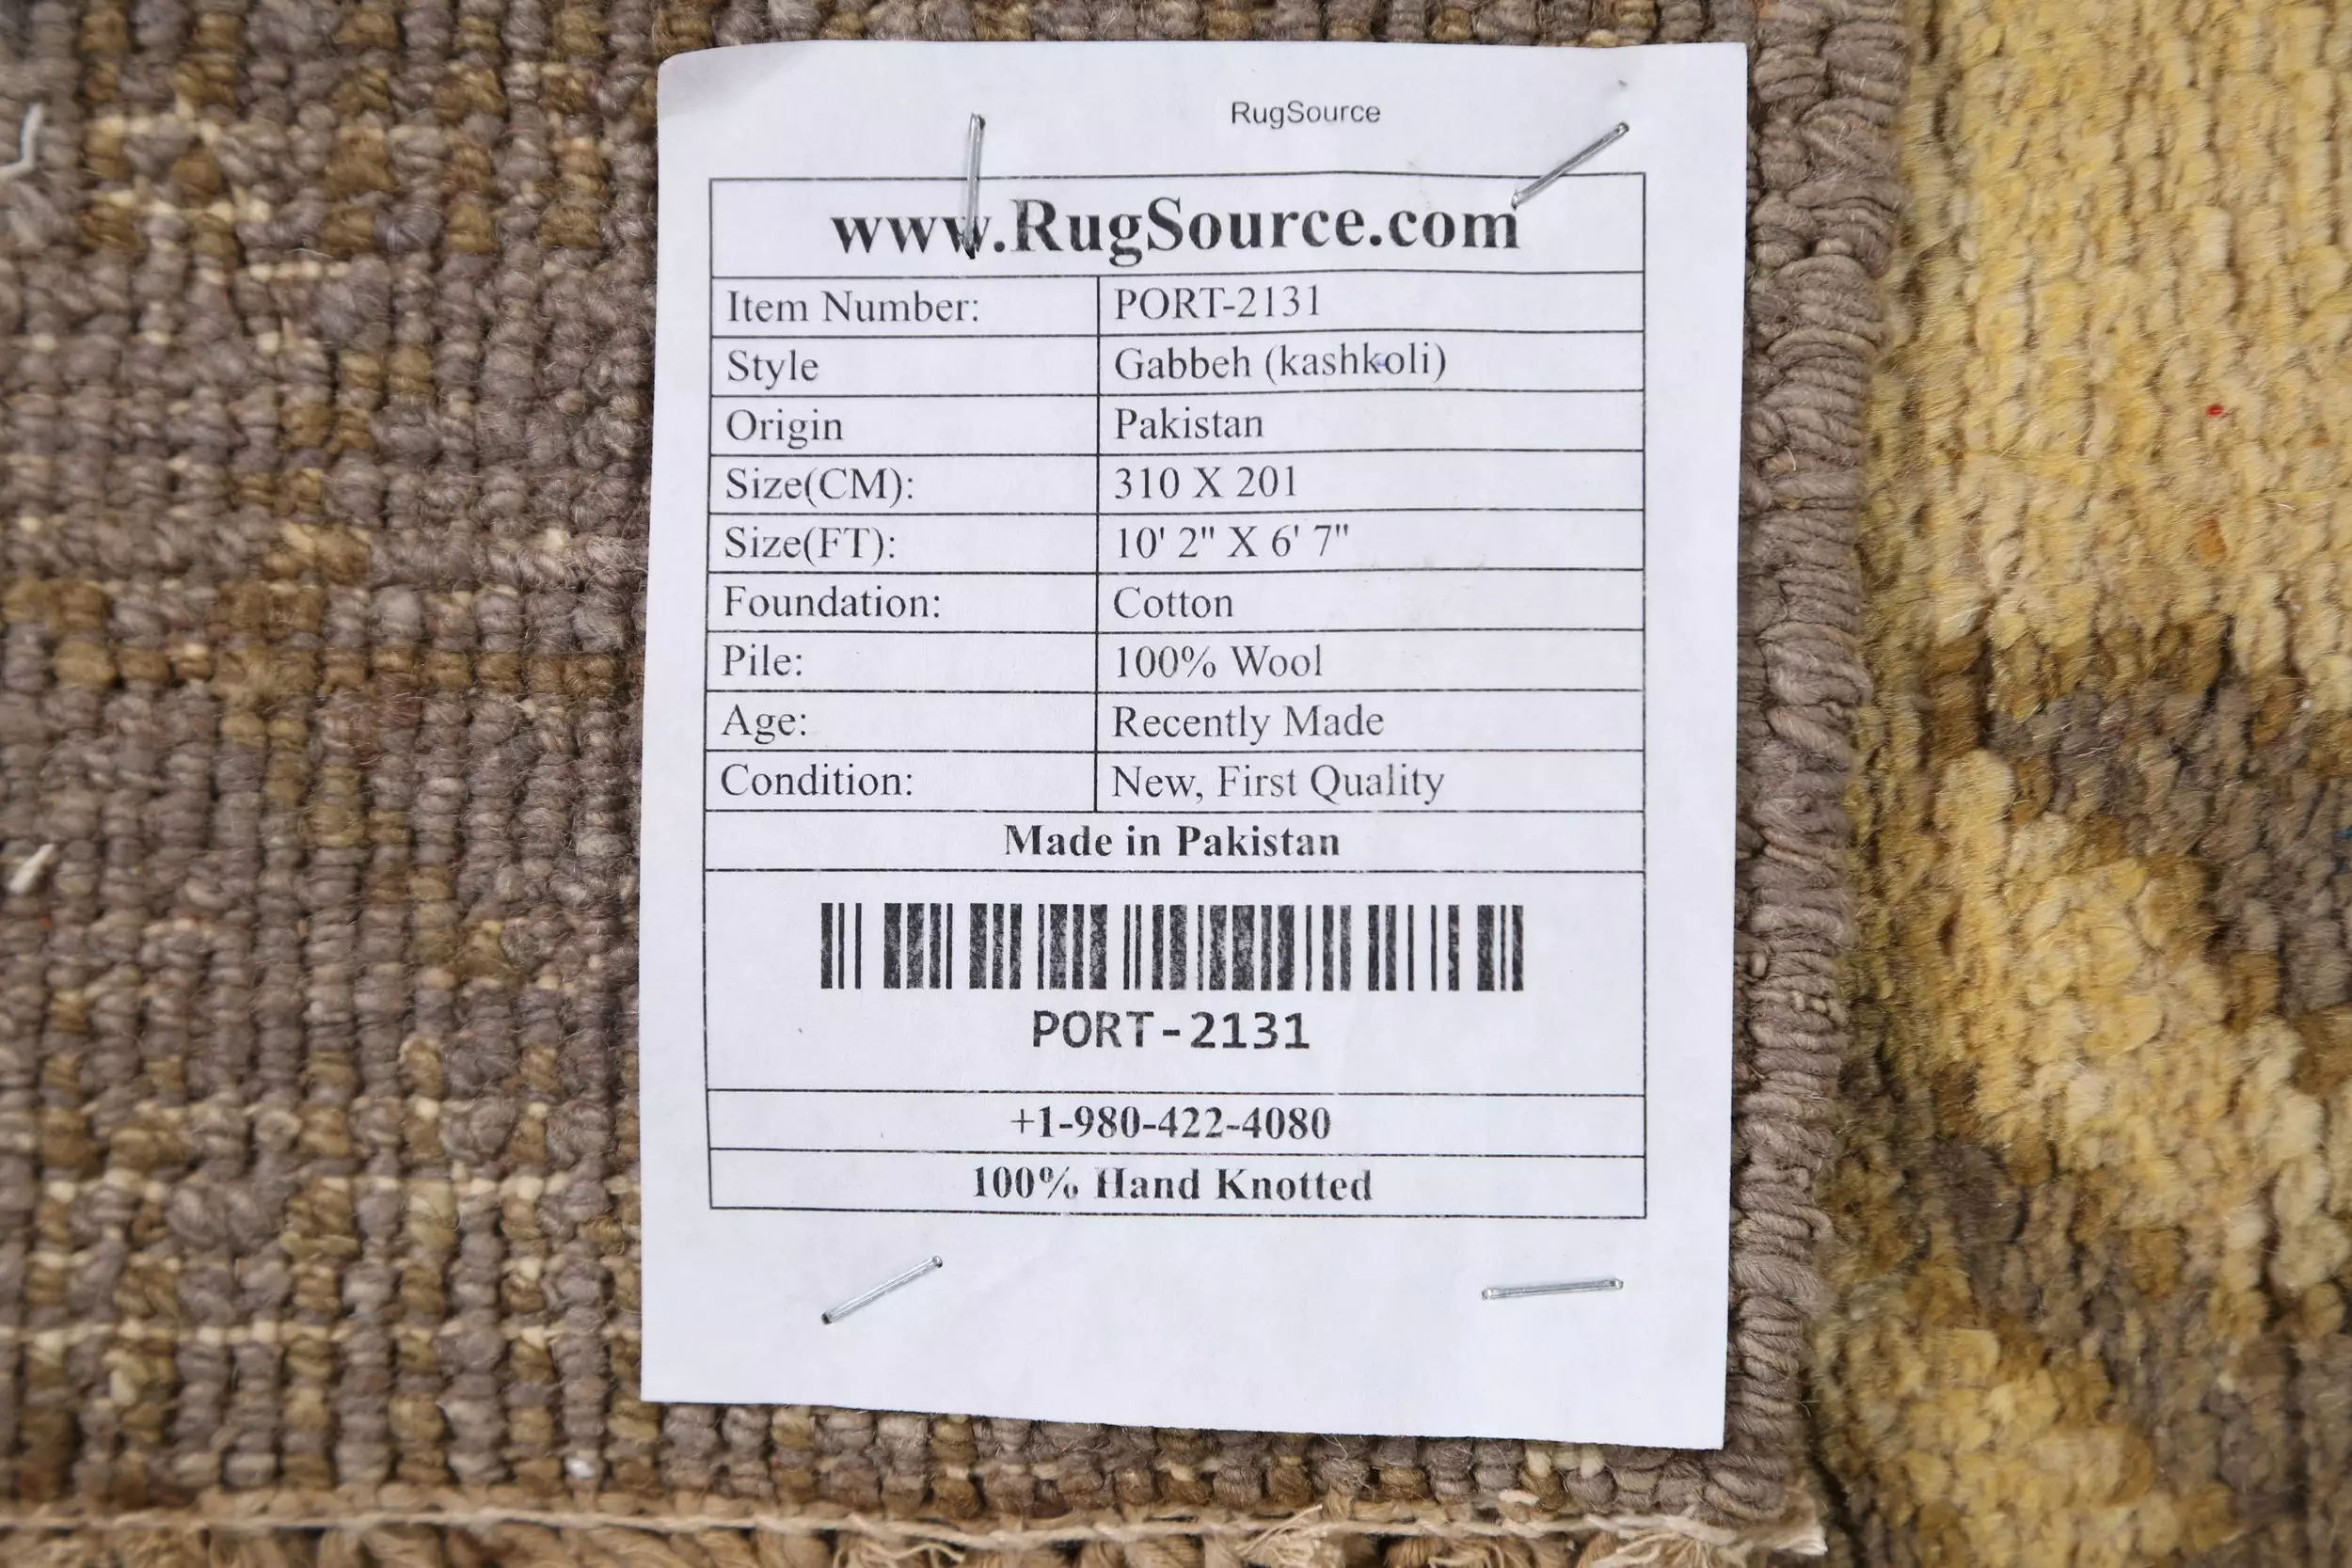 RugSource
www.RugSource.com
Item Number: PORT-2131
Style Gabbeh (kashkoli)
Origin Pakistan
Size(CM): 310 X 201
Size(FT): 10' 2" X 6' 7"
Foundation: Cotton
Pile: 100% Wool
Age: Recently Made
Condition: New, First Quality
Made in Pakistan
PORT-2131
+1-980-422-4080
100% Hand Knotted